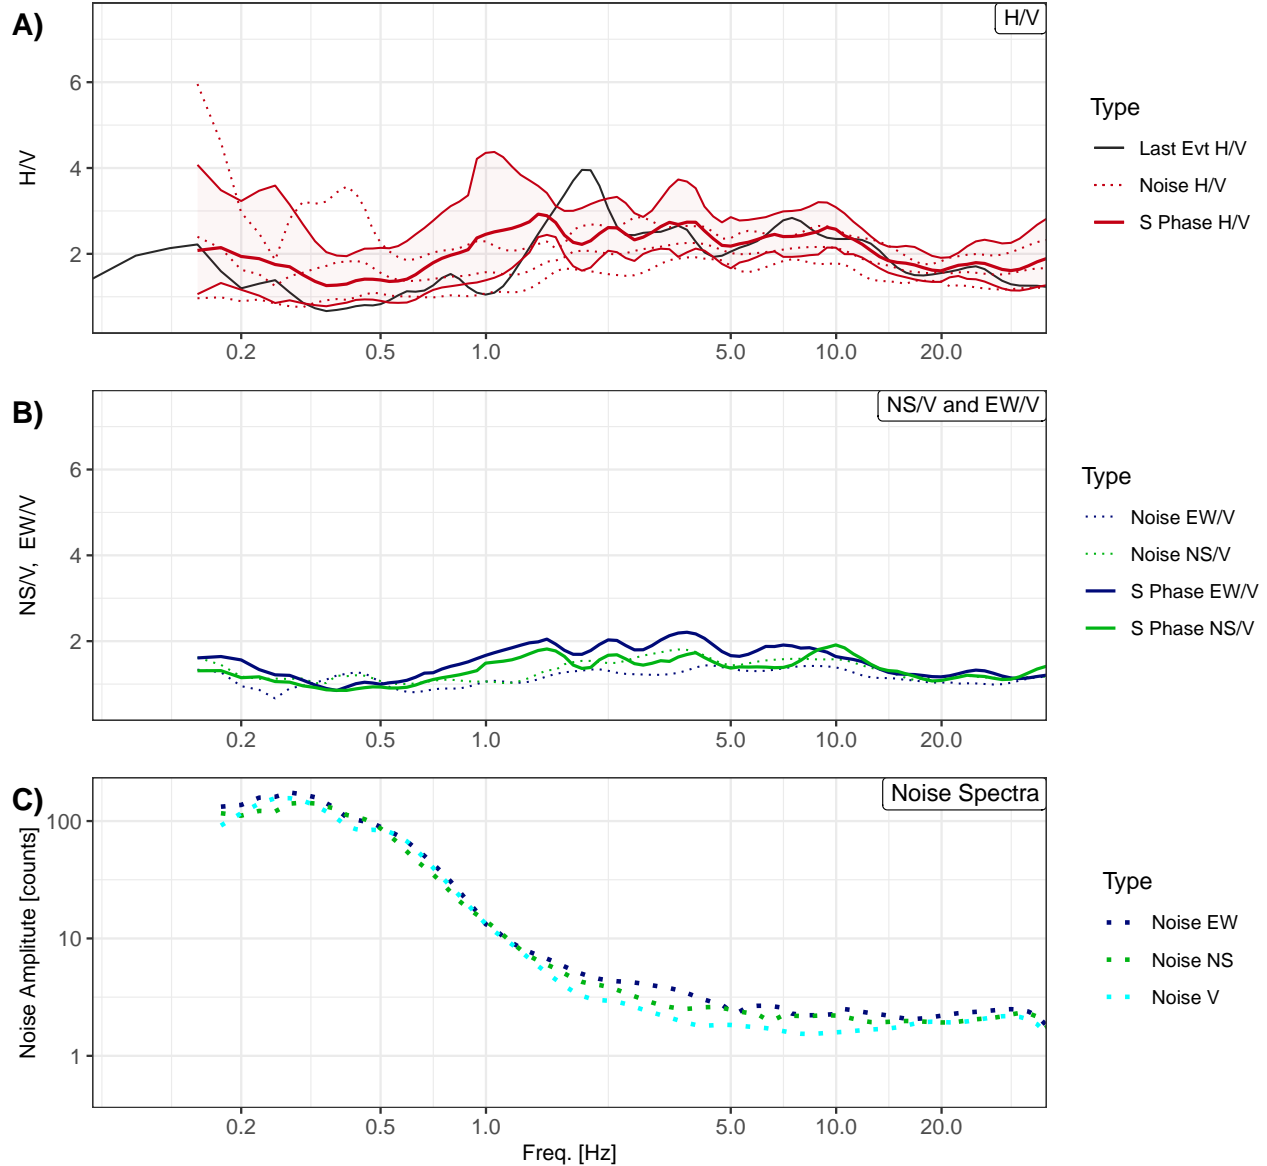 A)
H/V
6
4
2
H/V
0.2 0.5 1.0 5.0 10.0 20.0
Type
Last Evt H/V
Noise H/V
S Phase H/V
B)
NS/V and EW/V
6
4
2
NS/V, EW/V
0.2 0.5 1.0 5.0 10.0 20.0
Type
Noise EW/V
Noise NS/V
S Phase EW/V
S Phase NS/V
C)
Noise Spectra
100
10
1
Noise Amplitute [counts]
0.2 0.5 1.0 5.0 10.0 20.0
Freq. [Hz]
Type
Noise EW
Noise NS
Noise V